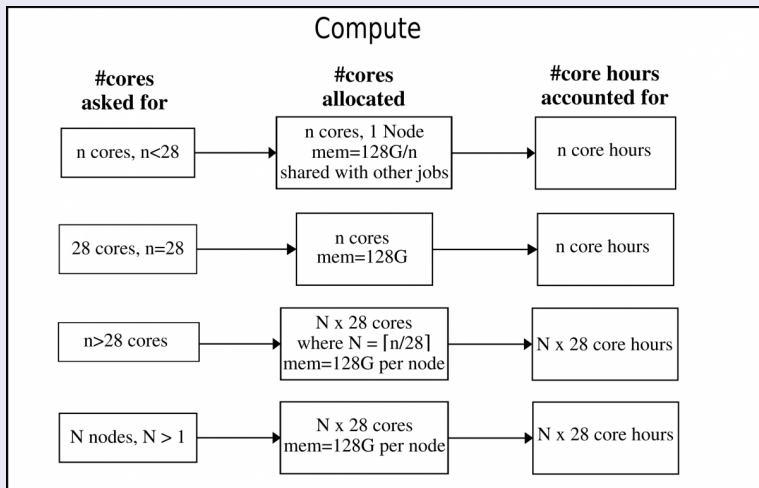 Compute
#cores
asked for
#cores
allocated
#core hours
accounted for
n cores, n<28
n cores, 1 Node
mem=128G/n
shared with other jobs
n core hours
28 cores, n=28
n cores
mem=128G
n core hours
n>28 cores
N x 28 cores
where N = ⌈n/28⌉
mem=128G per node
N x 28 core hours
N nodes, N > 1
N x 28 cores
mem=128G per node
N x 28 core hours